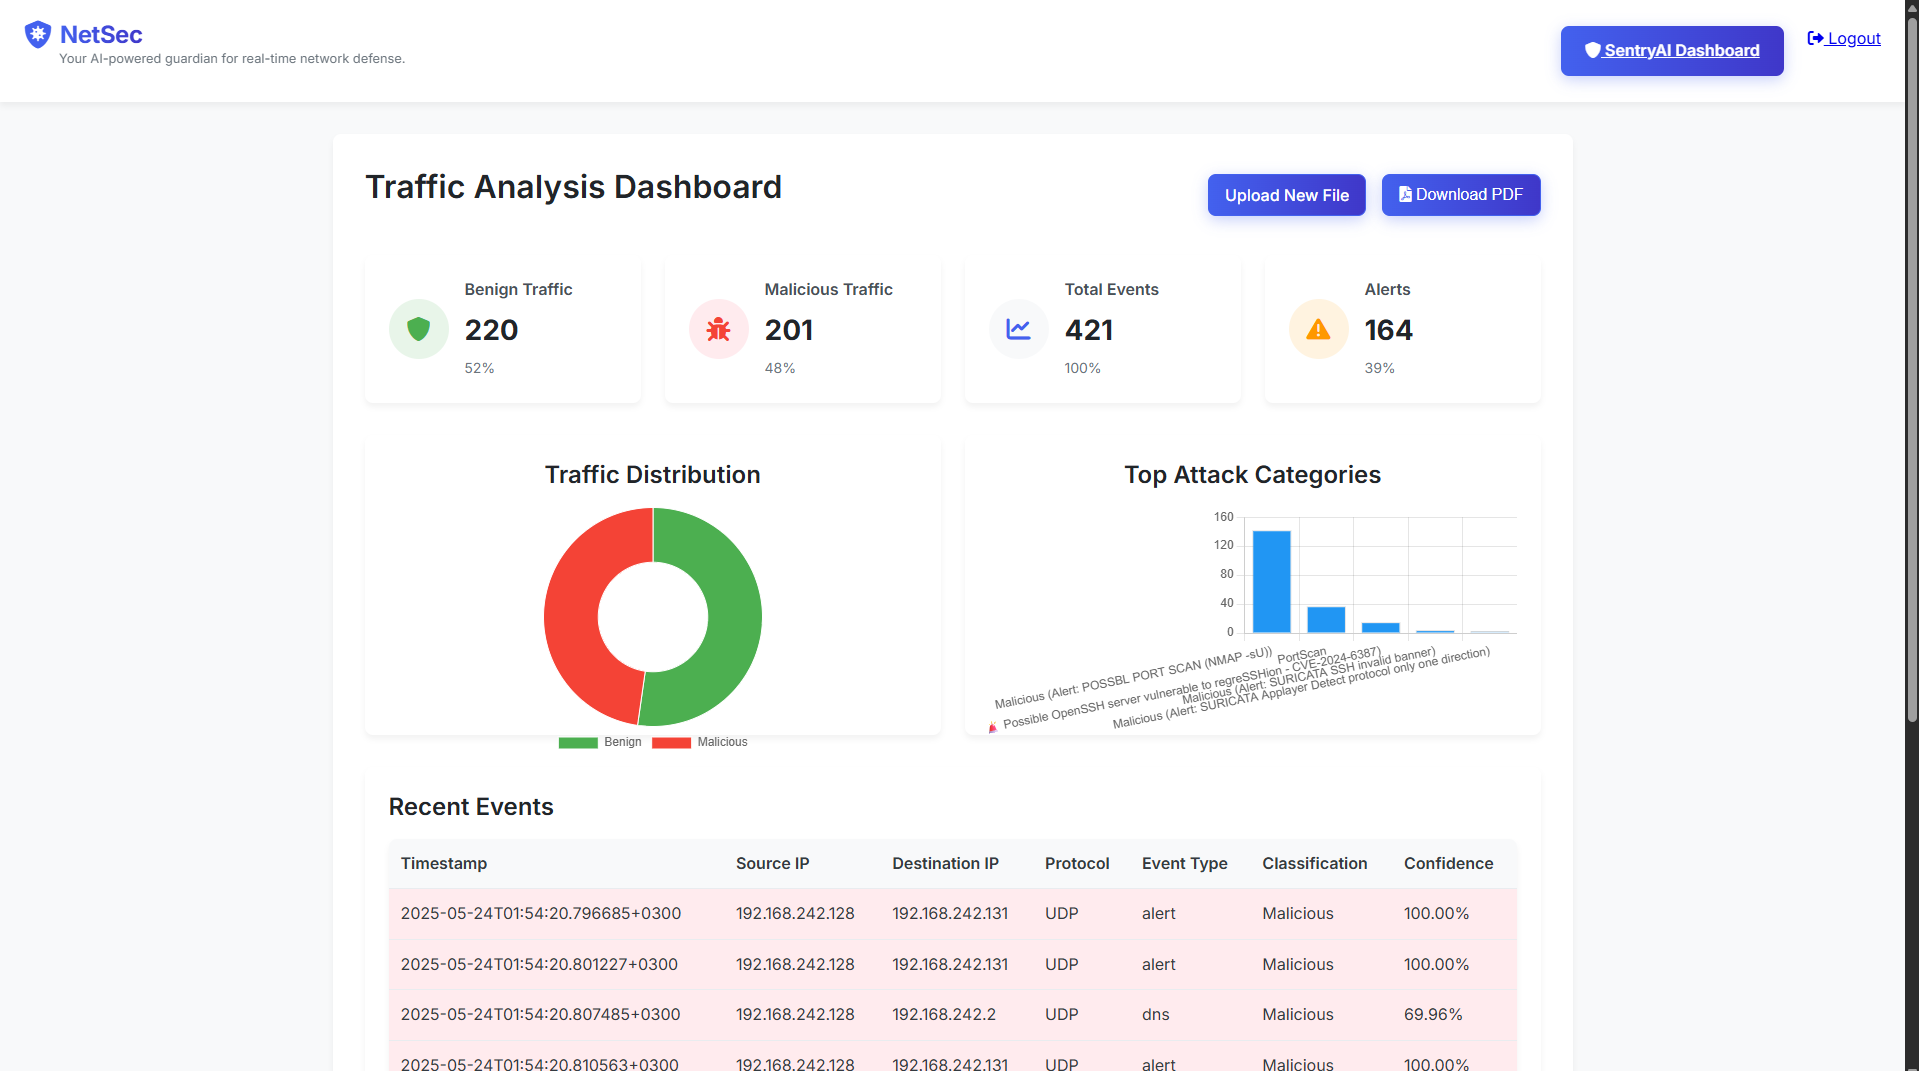 NetSec
Your AI-powered guardian for real-time network defense.
SentryAI Dashboard
Logout
Traffic Analysis Dashboard
Upload New File
Download PDF
Benign Traffic
220
52%
Malicious Traffic
201
48%
Total Events
421
100%
Alerts
164
39%
Traffic Distribution
Benign Malicious
Top Attack Categories
160
120
80
40
0
Malicious (Alert: POSSBL PORT SCAN (NMAP -sU))
PortScan
🚨 Possible OpenSSH server vulnerable to regreSSHion - CVE-2024-6387)
Malicious (Alert: SURICATA SSH invalid banner)
Malicious (Alert: SURICATA Applayer Detect protocol only one direction)
Recent Events
Timestamp Source IP Destination IP Protocol Event Type Classification Confidence
2025-05-24T01:54:20.796685+0300 192.168.242.128 192.168.242.131 UDP alert Malicious 100.00%
2025-05-24T01:54:20.801227+0300 192.168.242.128 192.168.242.131 UDP alert Malicious 100.00%
2025-05-24T01:54:20.807485+0300 192.168.242.128 192.168.242.2 UDP dns Malicious 69.96%
2025-05-24T01:54:20.810563+0300 192.168.242.128 192.168.242.131 UDP alert Malicious 100.00%